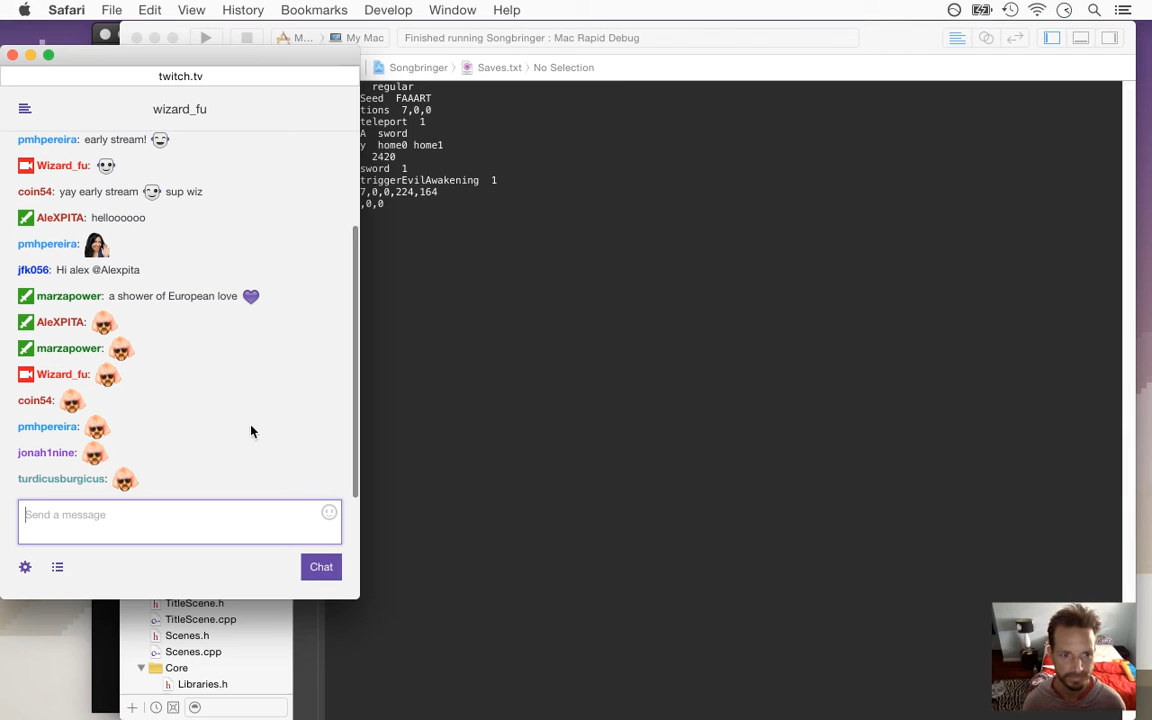 Safari File Edit View History Bookmarks Develop Window Help
M... My Mac Finished running Songbringer : Mac Rapid Debug
twitch.tv
Songbringer Saves.txt No Selection
wizard_fu
pmhpereira: early stream!
Wizard_fu:
coin54: yay early stream sup wiz
AleXPITA: helloooooo
pmhpereira:
jfk056: Hi alex @Alexpita
marzapower: a shower of European love
AleXPITA:
marzapower:
Wizard_fu:
coin54:
pmhpereira:
jonah1nine:
turdicusburgicus:
Send a message
Chat
regular
Seed FAAART
tions 7,0,0
teleport 1
A sword
y home0 home1
2420
sword 1
triggerEvilAwakening 1
7,0,0,224,164
,0,0
TitleScene.h
TitleScene.cpp
Scenes.h
Scenes.cpp
Core
Libraries.h